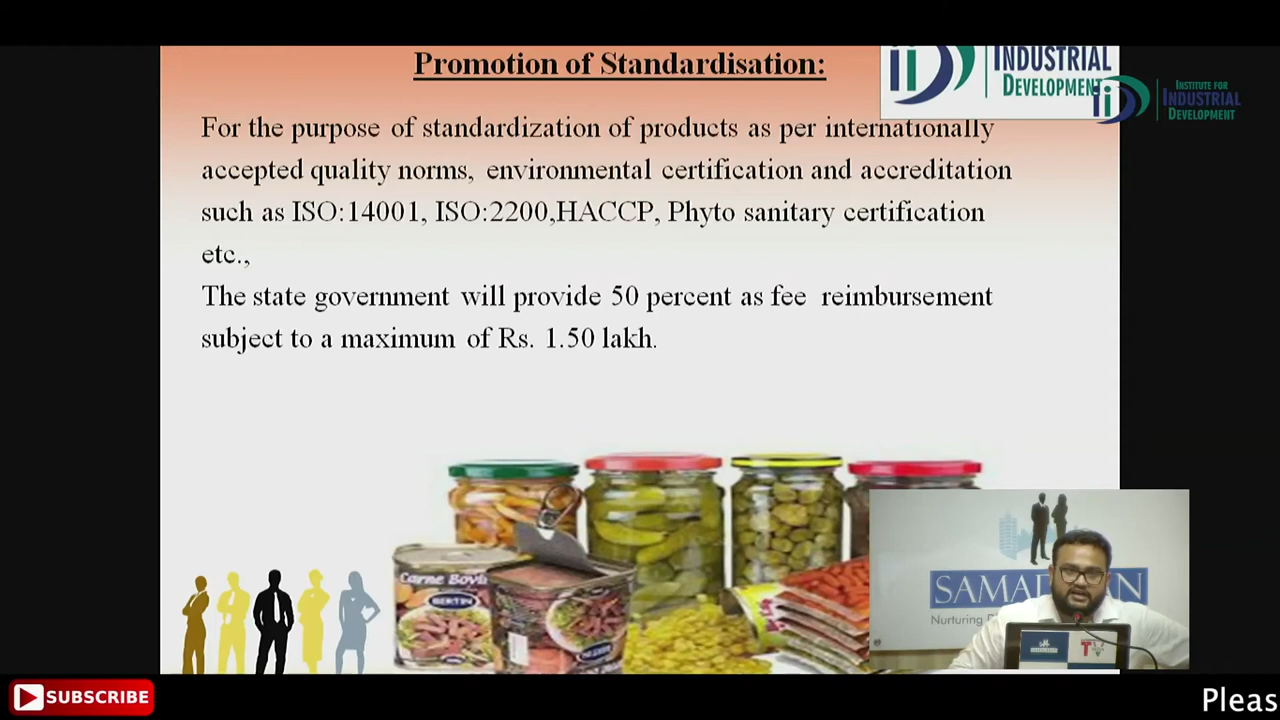 Promotion of Standardisation:
INDUSTRIAL
DEVELOPMENT
INSTITUTE FOR
INDUSTRIAL
DEVELOPMENT
For the purpose of standardization of products as per internationally
accepted quality norms, environmental certification and accreditation
such as ISO:14001, ISO:2200,HACCP, Phyto sanitary certification
etc.,
The state government will provide 50 percent as fee reimbursement
subject to a maximum of Rs. 1.50 lakh.
Carne Bovi
BERTIN
Nurturing
SUBSCRIBE
Pleas